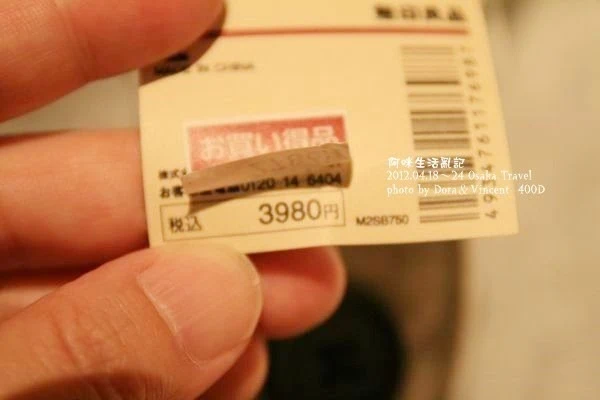 無印良品
MADE IN CHINA
お買い得品
株式
お客 0120 14 6404
税込 3980円
M2SB750
阿咪生活亂記
2012.04.18~24 Osaka Travel
photo by Dora&Vincent 400D